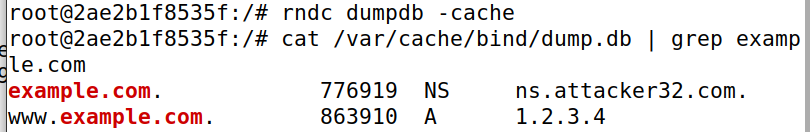 root@2ae2b1f8535f:/# rndc dumpdb -cache
root@2ae2b1f8535f:/# cat /var/cache/bind/dump.db | grep examp
le.com
example.com.             776919  NS      ns.attacker32.com.
www.example.com.         863910  A       1.2.3.4